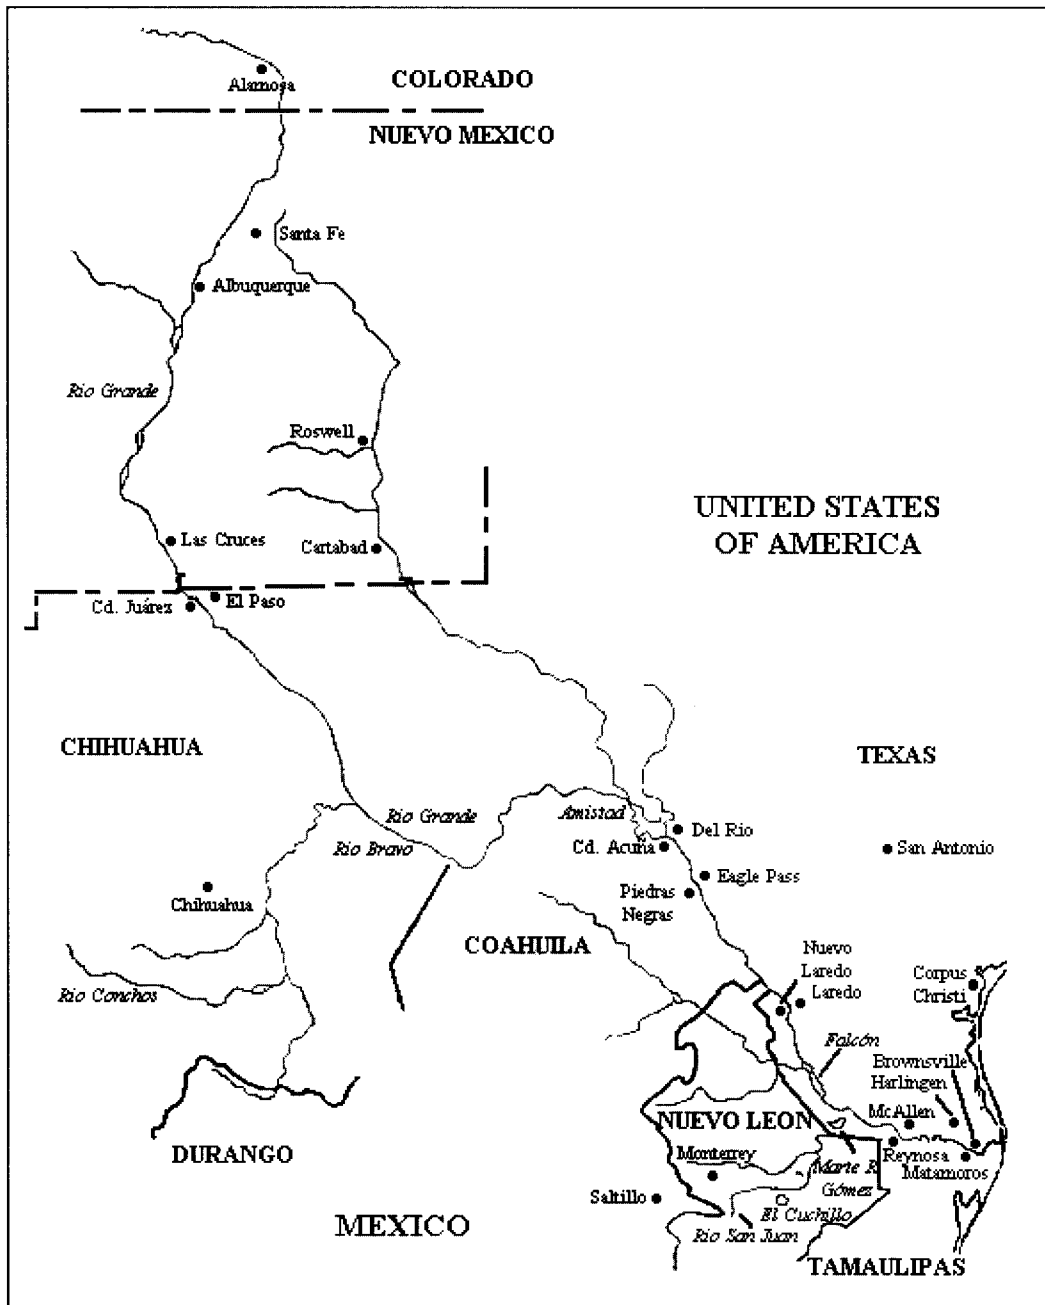 Alamosa
COLORADO
NUEVO MEXICO
Santa Fe
Albuquerque
Rio Grande
Roswell
UNITED STATES
OF AMERICA
Las Cruces
Cartabad
El Paso
Cd. Juárez
CHIHUAHUA
TEXAS
Rio Grande
Amistad
Rio Bravo
Del Rio
Cd. Acuña
San Antonio
Eagle Pass
Piedras
Negras
Chihuahua
COAHUILA
Nuevo
Laredo
Laredo
Corpus
Christi
Rio Conchos
Falcón
Brownsville
Harlingen
McAllen
NUEVO LEON
DURANGO
Monterrey
Reynosa
Matamoros
Marte R.
Gómez
Saltillo
El Cuchillo
MEXICO
Rio San Juan
TAMAULIPAS